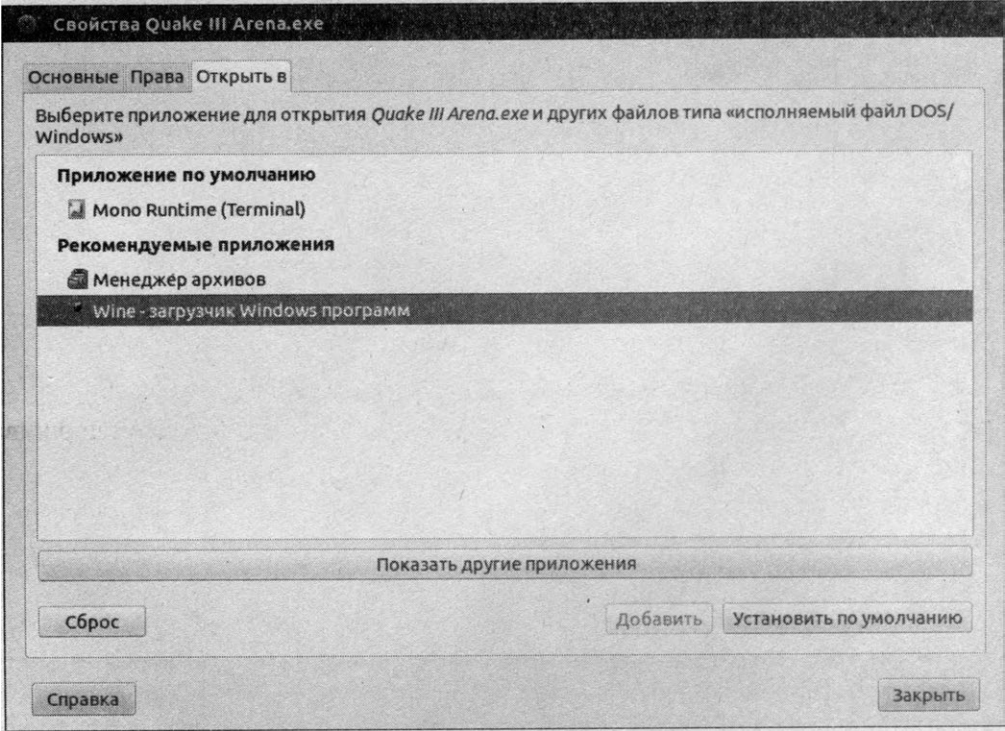 Свойства Quake III Arena.exe
Основные Права Открыть в
Выберите приложение для открытия Quake III Arena.exe и других файлов типа «исполняемый файл DOS/
Windows»
Приложение по умолчанию
Mono Runtime (Terminal)
Рекомендуемые приложения
Менеджер архивов
Wine - загрузчик Windows программ
Показать другие приложения
Сброс Добавить Установить по умолчанию
Справка Закрыть